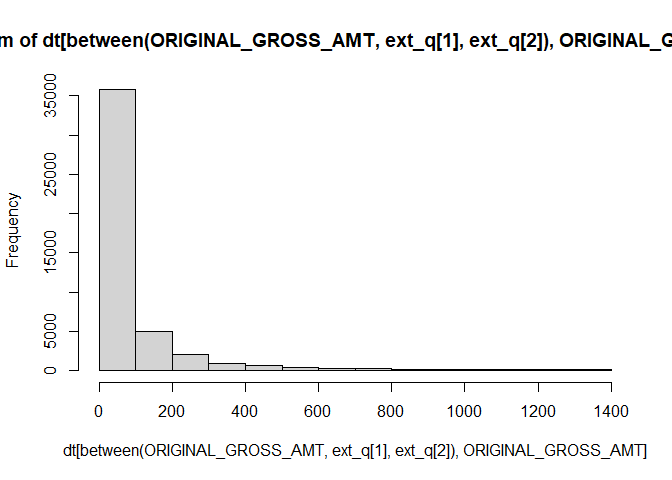 m of dt[between(ORIGINAL_GROSS_AMT, ext_q[1], ext_q[2]), ORIGINAL_G
35000
25000
15000
5000
0
Frequency
0 200 400 600 800 1000 1200 1400
dt[between(ORIGINAL_GROSS_AMT, ext_q[1], ext_q[2]), ORIGINAL_GROSS_AMT]